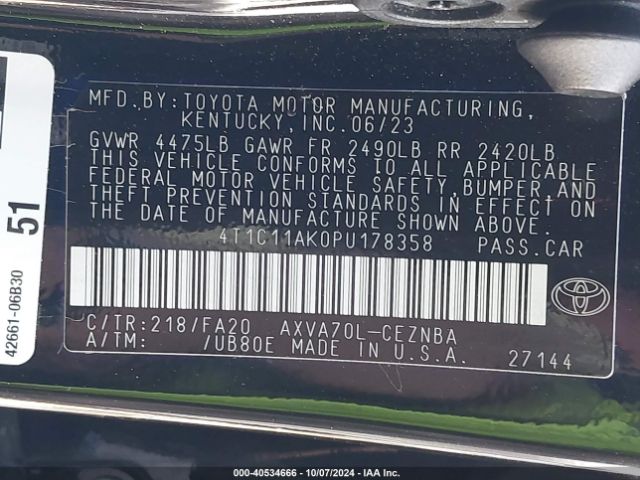 MFD.BY:TOYOTA MOTOR MANUFACTURING,
KENTUCKY,INC.06/23
GVWR 4475LB GAWR FR 2490LB RR 2420LB
THIS VEHICLE CONFORMS TO ALL APPLICABLE
FEDERAL MOTOR VEHICLE SAFETY,BUMPER AND
THEFT PREVENTION STANDARDS IN EFFECT ON
THE DATE OF MANUFACTURE SHOWN ABOVE.
4T1C11AK0PU178358 PASS.CAR
C/TR:218/FA20 AXVA70L-CEZNBA
A/TM: /UB80E MADE IN U.S.A. 27144
TOYOTA
51
42661-06B30
000-40534666 - 10/07/2024 - IAA Inc.